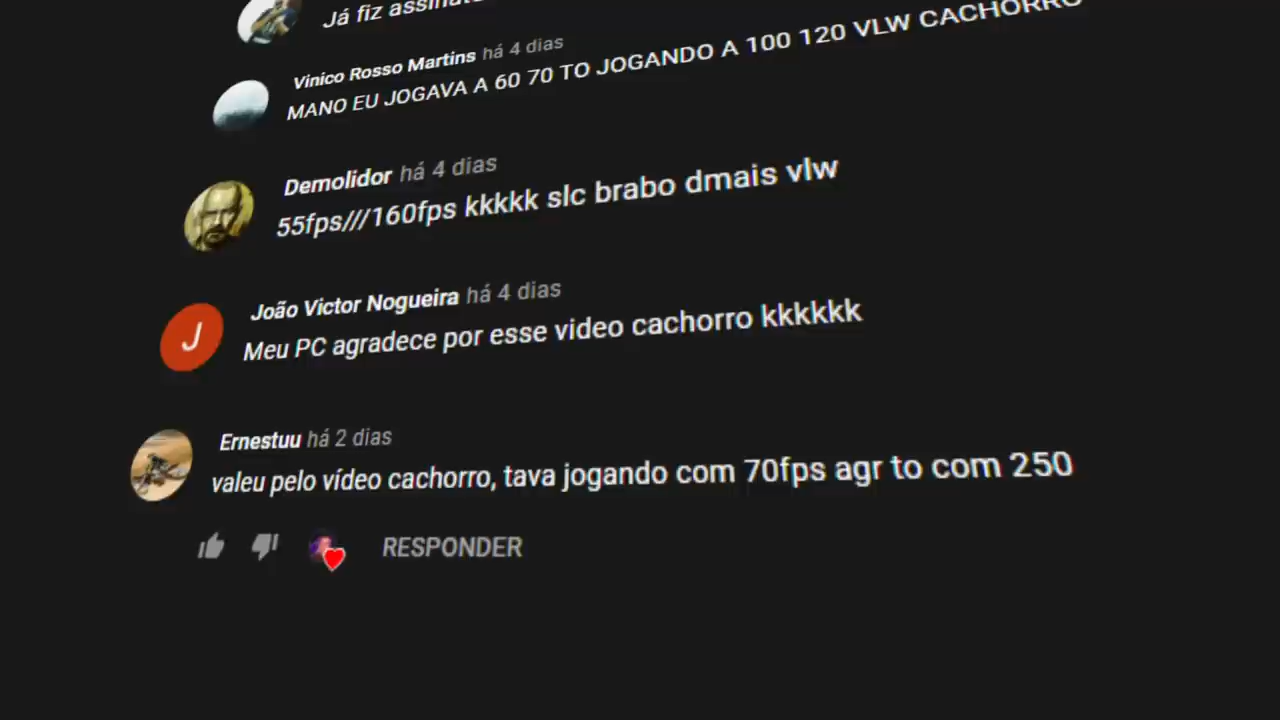 Já fiz
Vinico Rosso Martins há 4 dias
MANO EU JOGAVA A 60 70 TO JOGANDO A 100 120 VLW CACHORRO
Demolidor há 4 dias
55fps///160fps kkkkk slc brabo dmais vlw
João Victor Nogueira há 4 dias
J
Meu PC agradece por esse video cachorro kkkkkk
Ernestuu há 2 dias
valeu pelo vídeo cachorro, tava jogando com 70fps agr to com 250
RESPONDER